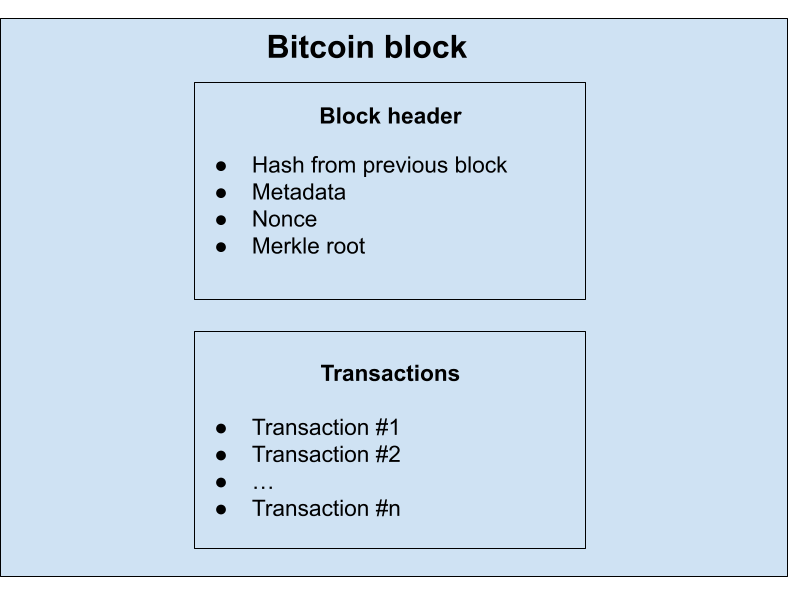 Bitcoin block
Block header
● Hash from previous block
● Metadata
● Nonce
● Merkle root
Transactions
● Transaction #1
● Transaction #2
● …
● Transaction #n